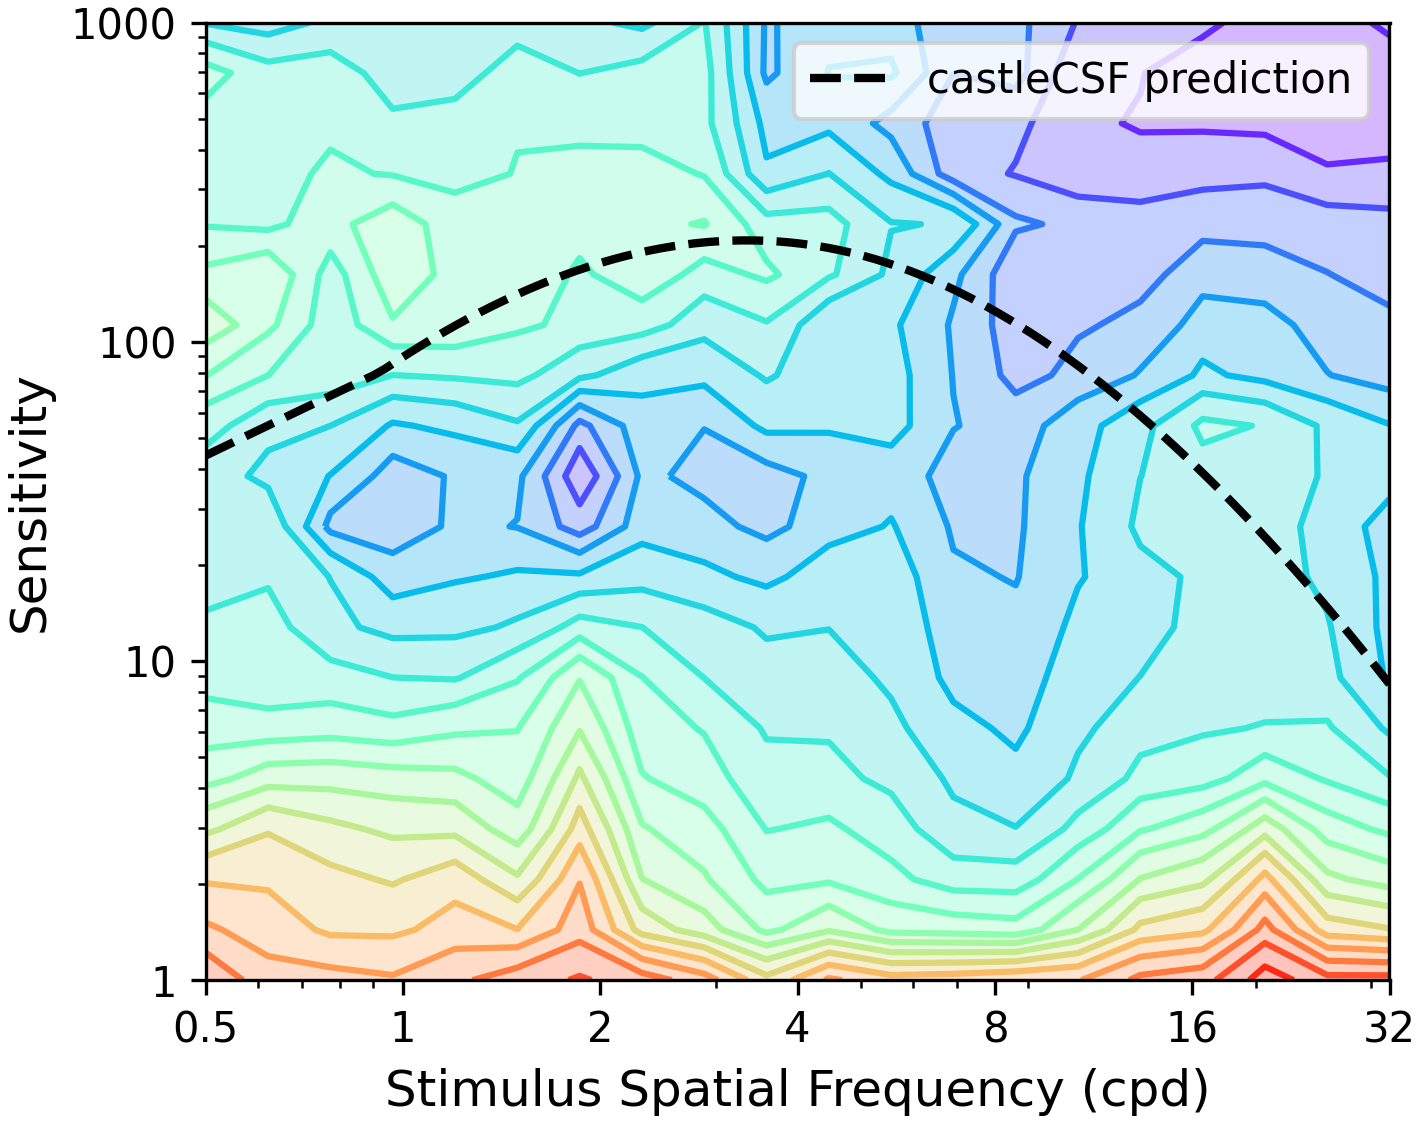 1000
castleCSF prediction
100
Sensitivity
10
1
0.5 1 2 4 8 16 32
Stimulus Spatial Frequency (cpd)